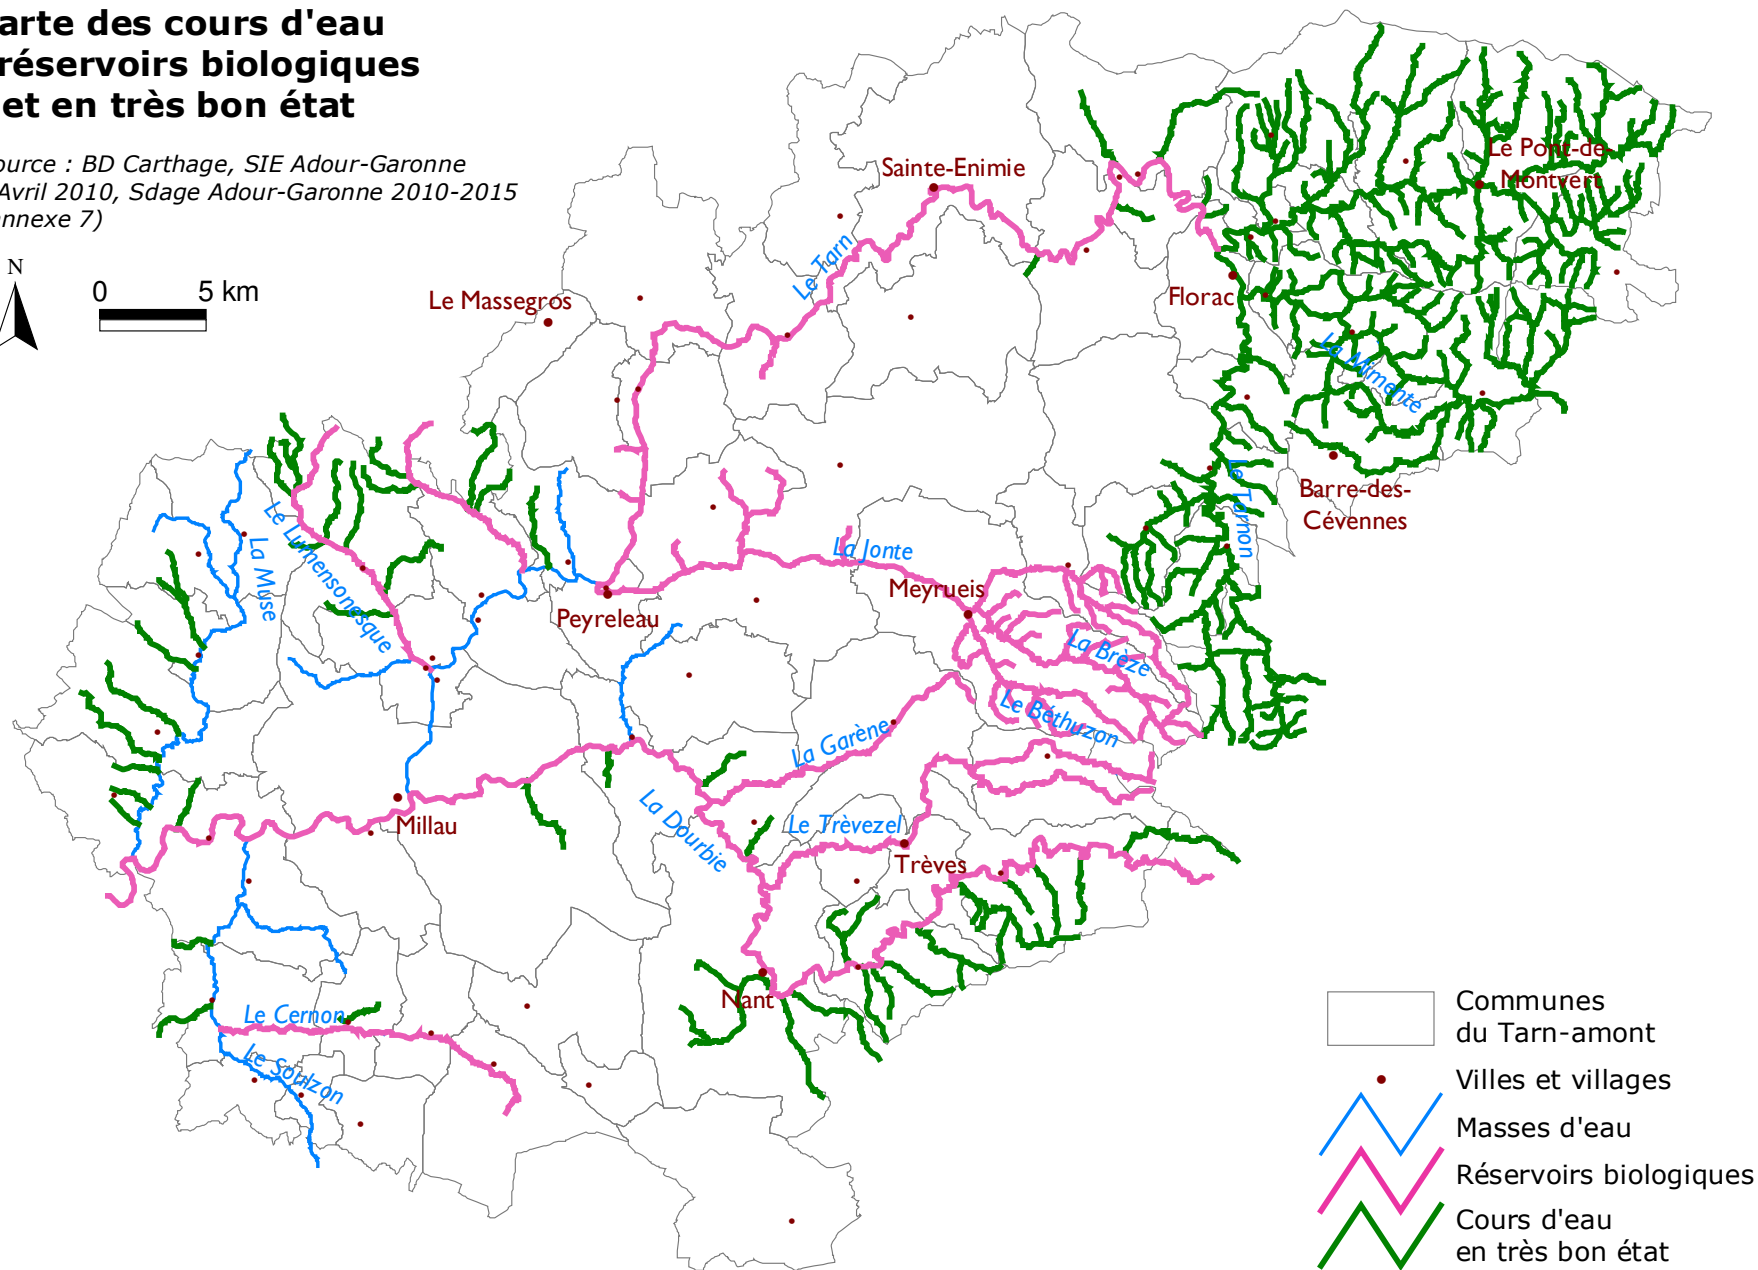 arte des cours d'eau
réservoirs biologiques
et en très bon état
ource : BD Carthage, SIE Adour-Garonne
Avril 2010, Sdage Adour-Garonne 2010-2015
nnexe 7)
N
0 5 km
Sainte-Enimie
Le Pont-de-
Montvert
Le Tarn
Le Massegros
Florac
La Mimente
Le Tarnon
Barre-des-
Cévennes
Le Lumensonesque
La Muse
La Jonte
Meyrueis
Peyreleau
La Brèze
Le Béthuzon
La Garène
La Dourbie
Millau
Le Trèvezel
Trèves
Nant
Le Cernon
Le Soulzon
Communes
du Tarn-amont
Villes et villages
Masses d'eau
Réservoirs biologiques
Cours d'eau
en très bon état